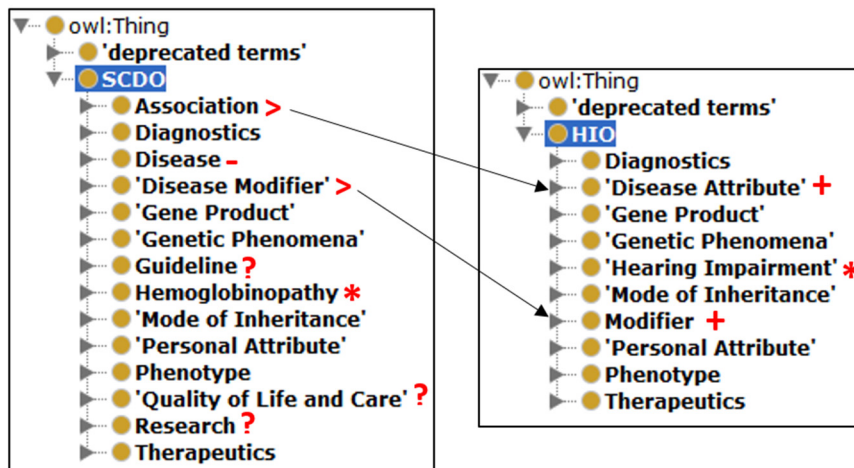 owl:Thing
'deprecated terms'
SCDO
Association >
Diagnostics
Disease -
'Disease Modifier' >
'Gene Product'
'Genetic Phenomena'
Guideline ?
Hemoglobinopathy *
'Mode of Inheritance'
'Personal Attribute'
Phenotype
'Quality of Life and Care' ?
Research ?
Therapeutics
owl:Thing
'deprecated terms'
HIO
Diagnostics
'Disease Attribute' +
'Gene Product'
'Genetic Phenomena'
'Hearing Impairment' *
'Mode of Inheritance'
Modifier +
'Personal Attribute'
Phenotype
Therapeutics